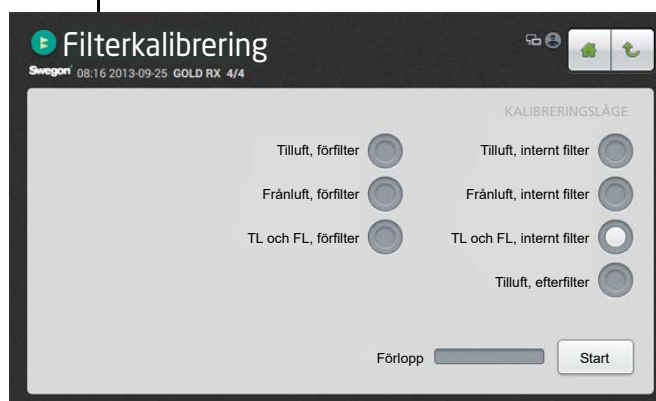 Filterkalibrering
Swegon 08:16 2013-09-25 GOLD RX 4/4
KALIBRERINGSLÄGE
Tilluft, förfilter Tilluft, internt filter
Frånluft, förfilter Frånluft, internt filter
TL och FL, förfilter TL och FL, internt filter
Tilluft, efterfilter
Förlopp Start